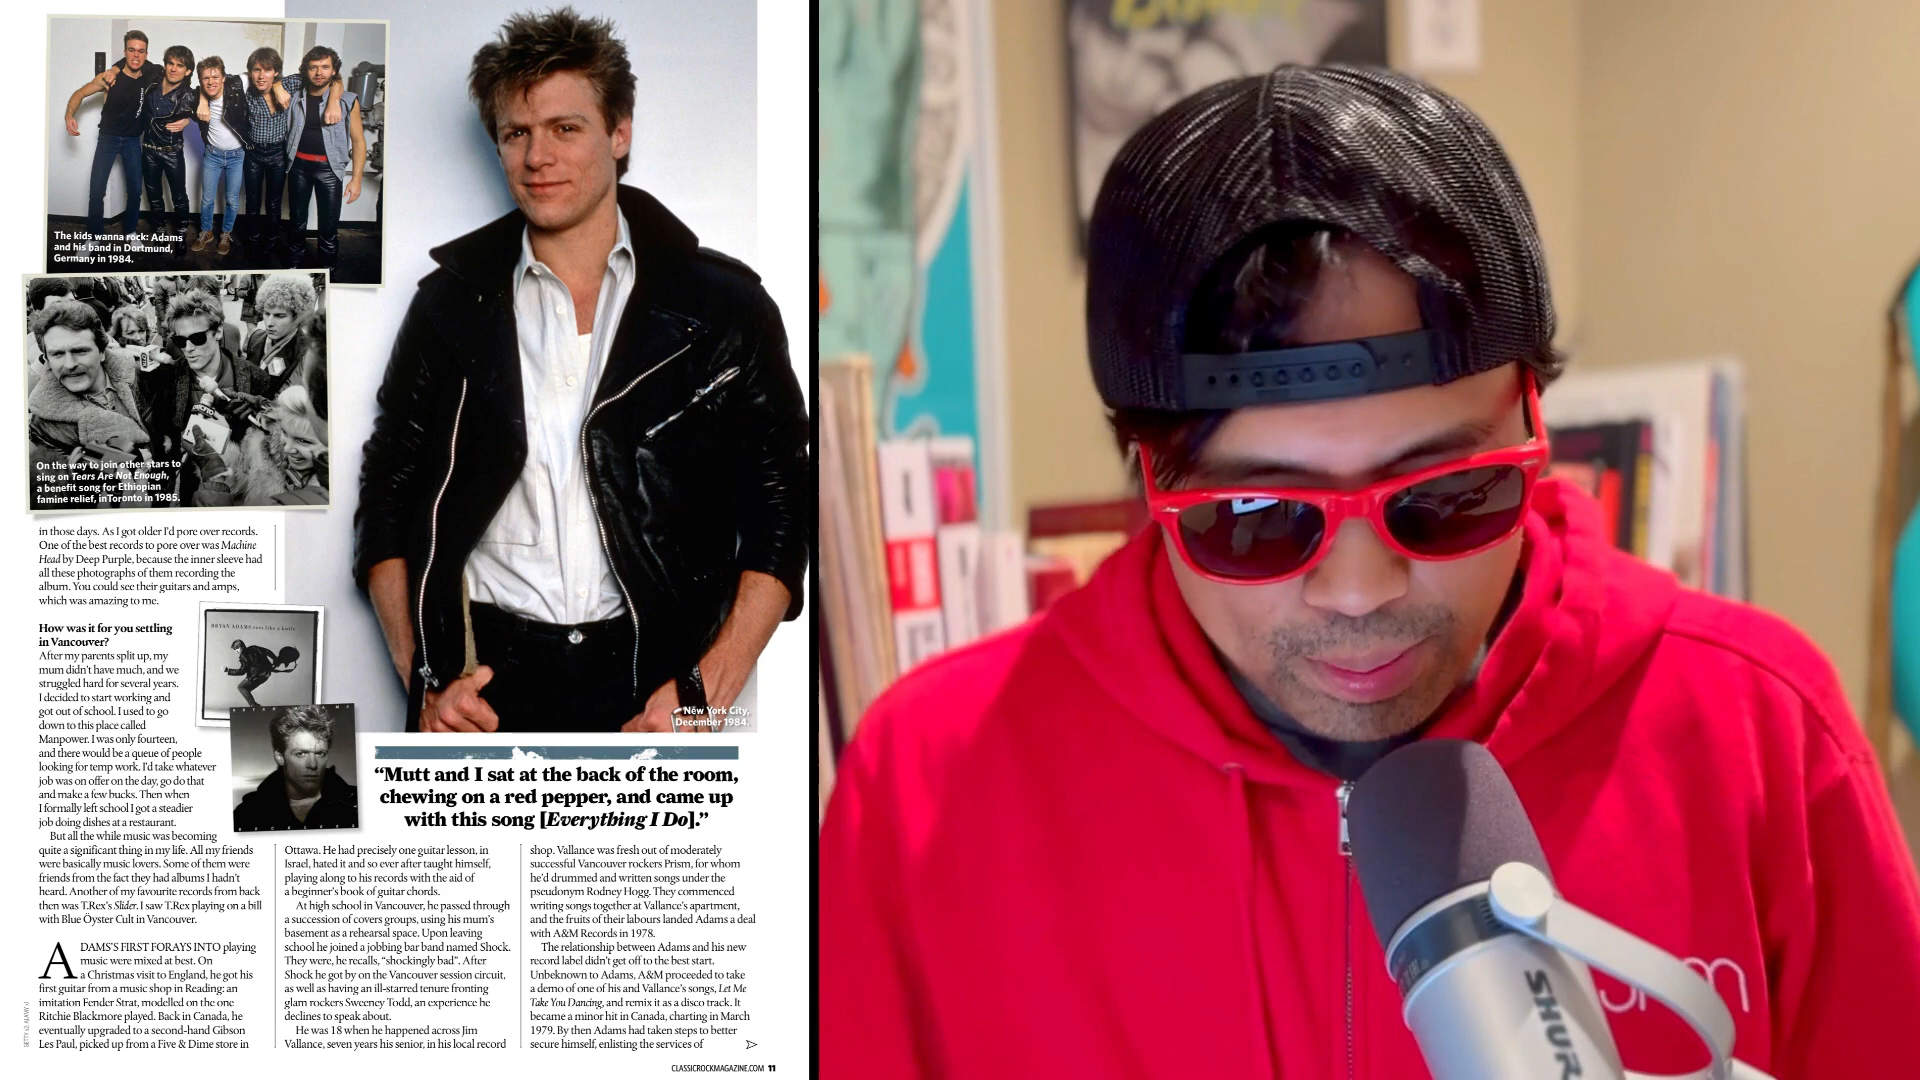 The kids wanna rock: Adams
and his band in Dortmund,
Germany in 1984.
On the way to join other stars to
sing on Tears Are Not Enough,
a benefit song for Ethiopian
famine relief, inToronto in 1985.
New York City,
December 1984.
in those days. As I got older I'd pore over records.
One of the best records to pore over was Machine
Head by Deep Purple, because the inner sleeve had
all these photographs of them recording the
album. You could see their guitars and amps,
which was amazing to me.
How was it for you settling
in Vancouver?
After my parents split up, my
mum didn't have much, and we
struggled hard for several years.
I decided to start working and
got out of school. I used to go
down to this place called
Manpower. I was only fourteen,
and there would be a queue of people
looking for temp work. I'd take whatever
job was on offer on the day, go do that
and make a few bucks. Then when
I formally left school I got a steadier
job doing dishes at a restaurant.
But all the while music was becoming
quite a significant thing in my life. All my friends
were basically music lovers. Some of them were
friends from the fact they had albums I hadn't
heard. Another of my favourite records from back
then was T.Rex's Slider. I saw T.Rex playing on a bill
with Blue Öyster Cult in Vancouver.
ADAMS'S FIRST FORAYS INTO playing
music were mixed at best. On
a Christmas visit to England, he got his
first guitar from a music shop in Reading: an
imitation Fender Strat, modelled on the one
Ritchie Blackmore played. Back in Canada, he
eventually upgraded to a second-hand Gibson
Les Paul, picked up from a Five & Dime store in
BRYAN ADAMS cuts like a knife
RECKLESS
“Mutt and I sat at the back of the room,
chewing on a red pepper, and came up
with this song [Everything I Do].”
Ottawa. He had precisely one guitar lesson, in
Israel, hated it and so ever after taught himself,
playing along to his records with the aid of
a beginner's book of guitar chords.
At high school in Vancouver, he passed through
a succession of covers groups, using his mum's
basement as a rehearsal space. Upon leaving
school he joined a jobbing bar band named Shock.
They were, he recalls, “shockingly bad”. After
Shock he got by on the Vancouver session circuit,
as well as having an ill-starred tenure fronting
glam rockers Sweeney Todd, an experience he
declines to speak about.
He was 18 when he happened across Jim
Vallance, seven years his senior, in his local record
shop. Vallance was fresh out of moderately
successful Vancouver rockers Prism, for whom
he'd drummed and written songs under the
pseudonym Rodney Hogg. They commenced
writing songs together at Vallance's apartment,
and the fruits of their labours landed Adams a deal
with A&M Records in 1978.
The relationship between Adams and his new
record label didn't get off to the best start.
Unbeknown to Adams, A&M proceeded to take
a demo of one of his and Vallance's songs, Let Me
Take You Dancing, and remix it as a disco track. It
became a minor hit in Canada, charting in March
1979. By then Adams had taken steps to better
secure himself, enlisting the services of
CLASSICROCKMAGAZINE.COM 11
SHUR